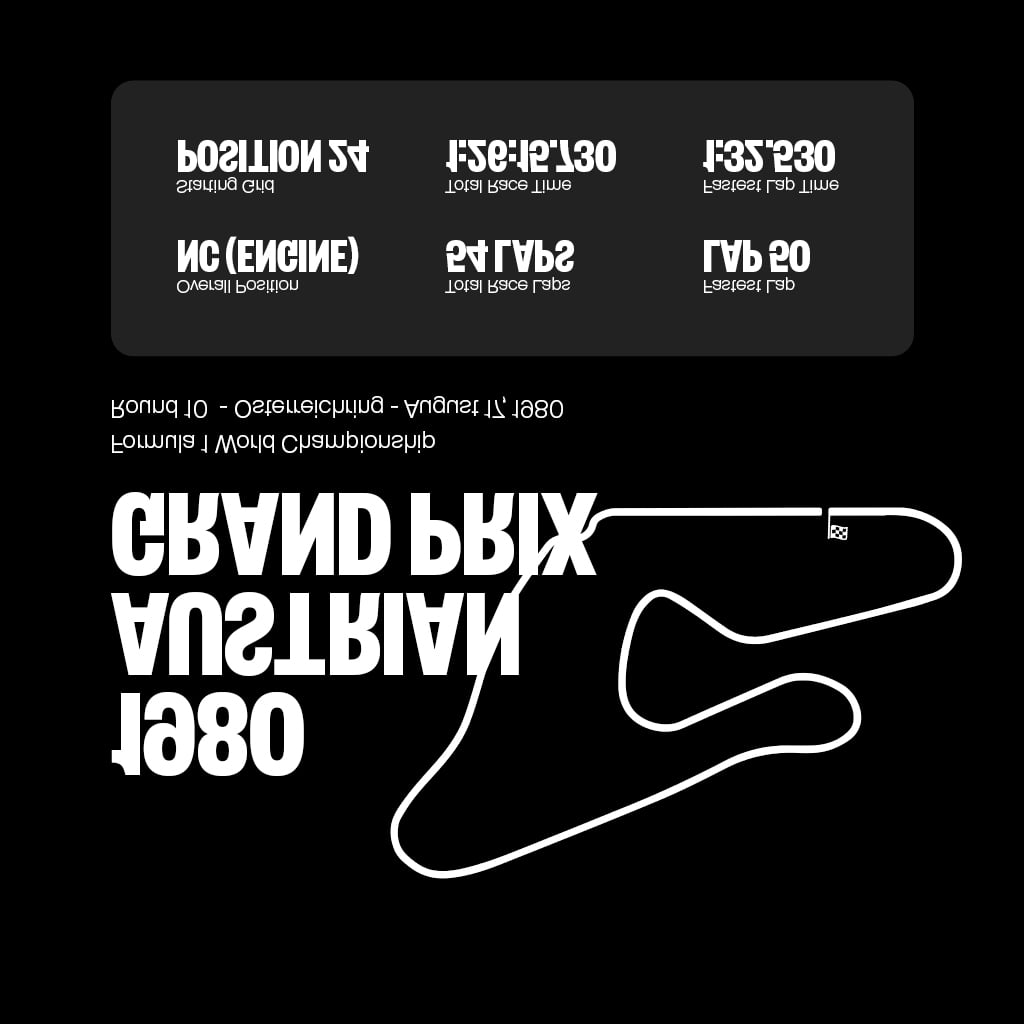 1980
AUSTRIAN
GRAND PRIX
Formula 1 World Championship
Round 10 - Osterreichring - August 17, 1980
Overall Position
NC (ENGINE)
Total Race Laps
54 LAPS
Fastest Lap
LAP 50
Starting Grid
POSITION 24
Total Race Time
1:26:15.730
Fastest Lap Time
1:32.530